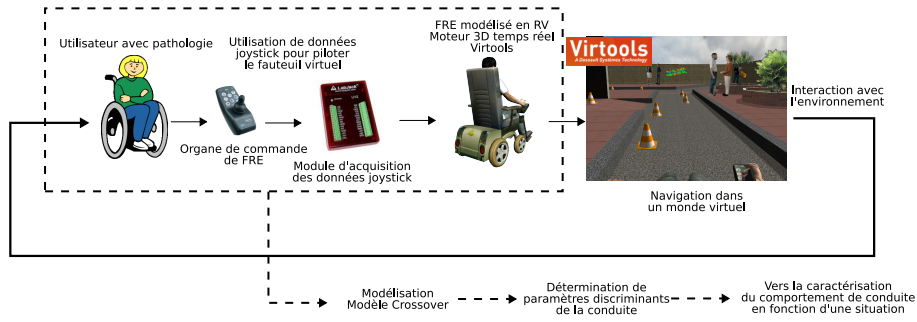 Utilisateur avec pathologie
Utilisation de données
joystick pour piloter
le fauteuil virtuel
FRE modélisé en RV
Moteur 3D temps réel
Virtools
Virtools
A Dassault Systèmes Technology
Interaction avec
l'environnement
LabJack
Organe de commande
de FRE
Module d'acquisition
des données joystick
Navigation dans
un monde virtuel
Modélisation
Modèle Crossover
Détermination de
paramètres discriminants
de la conduite
Vers la caractérisation
du comportement de conduite
en fonction d'une situation